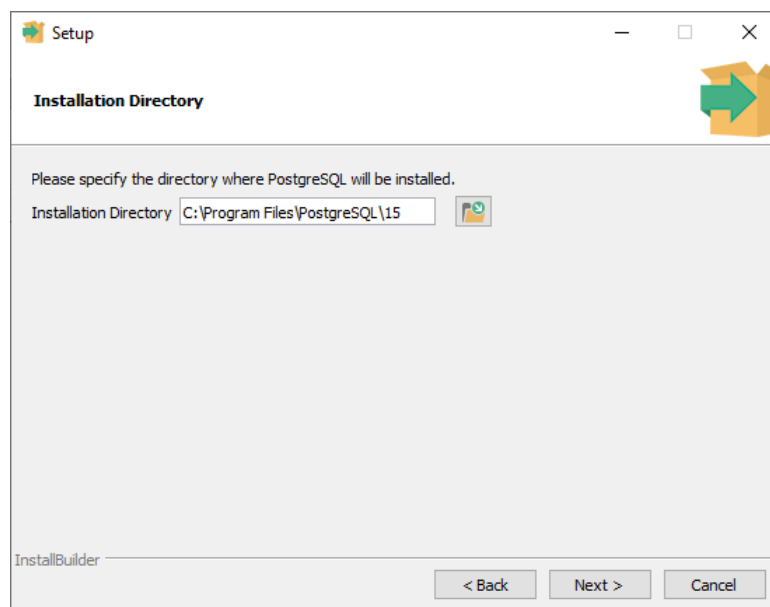 Setup
Installation Directory
Please specify the directory where PostgreSQL will be installed.
Installation Directory C:\Program Files\PostgreSQL\15
InstallBuilder
< Back Next > Cancel